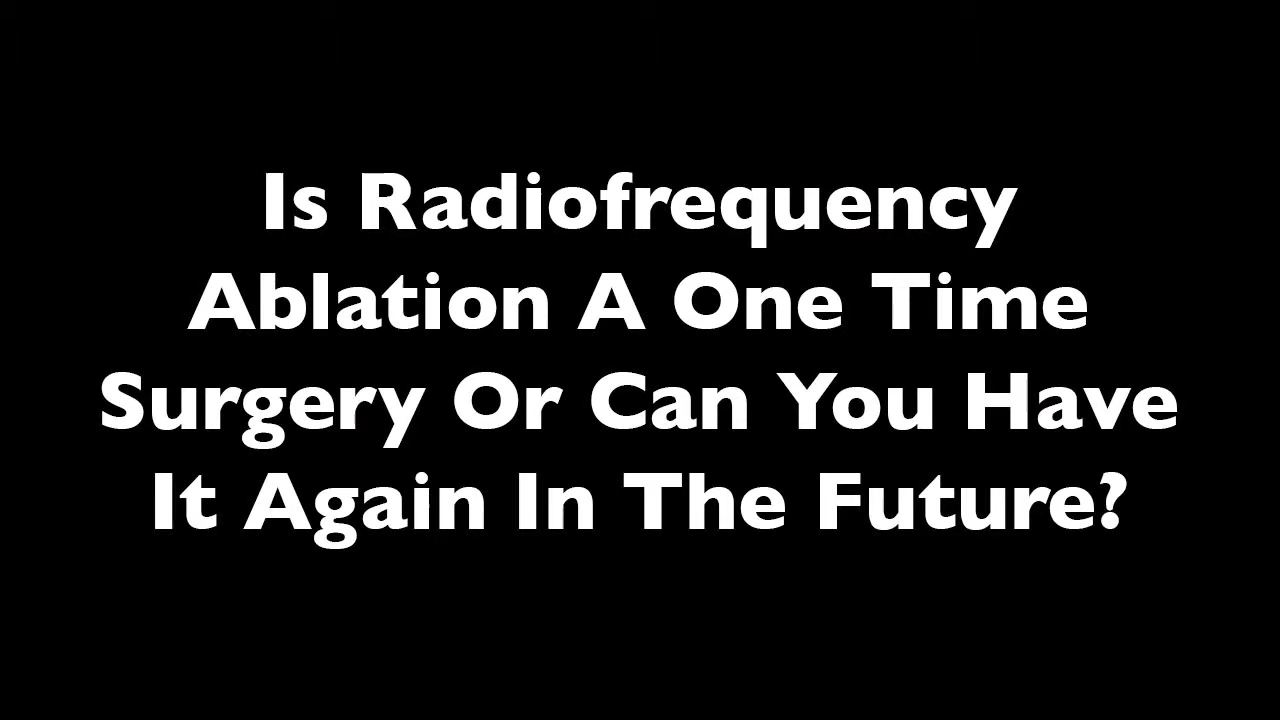 Is Radiofrequency
Ablation A One Time
Surgery Or Can You Have
It Again In The Future?